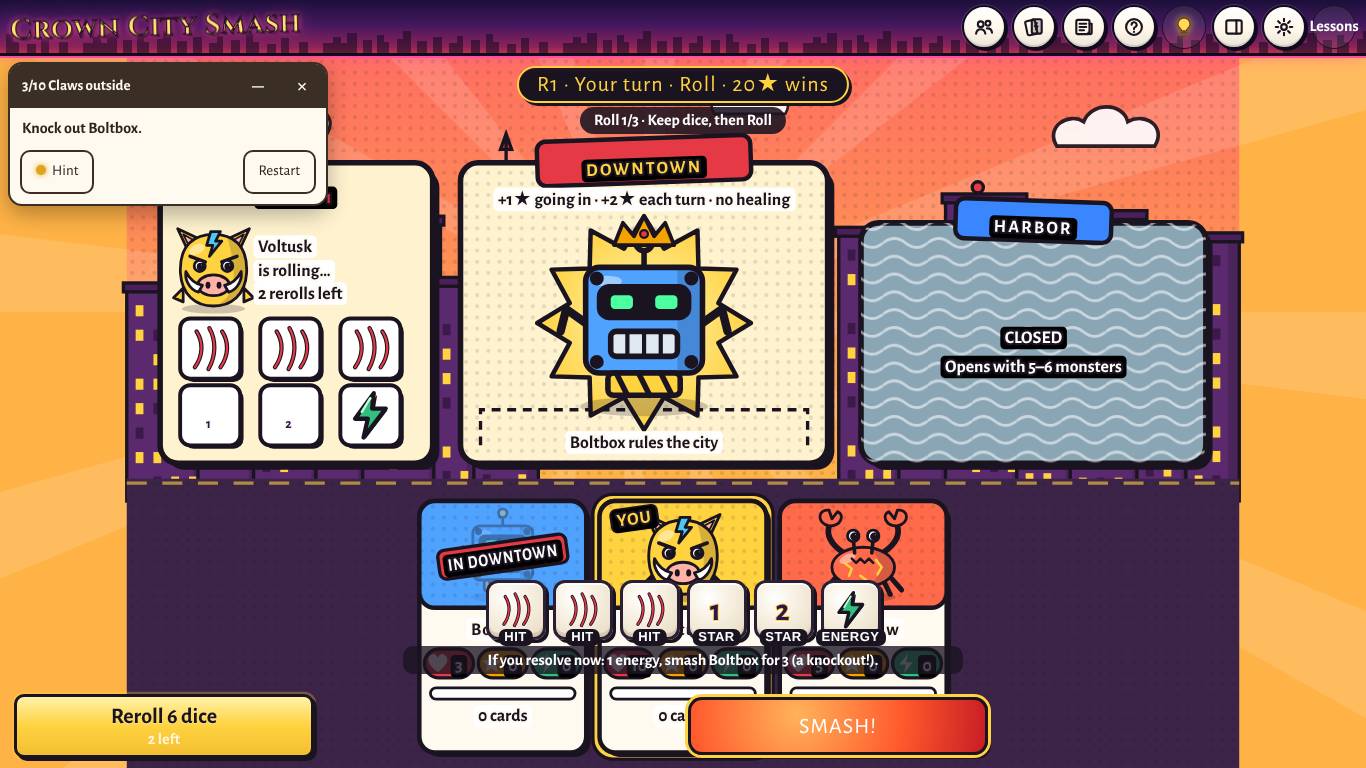 Crown City Smash
Lessons
3/10 Claws outside
Knock out Boltbox.
Hint
Restart
R1 · Your turn · Roll · 20★ wins
Roll 1/3 · Keep dice, then Roll
Voltusk
is rolling…
2 rerolls left
1
2
DOWNTOWN
+1★ going in · +2★ each turn · no healing
Boltbox rules the city
HARBOR
CLOSED
Opens with 5–6 monsters
IN DOWNTOWN
YOU
1
2
HIT
HIT
HIT
STAR
STAR
ENERGY
If you resolve now: 1 energy, smash Boltbox for 3 (a knockout!).
3
0
0 cards
Reroll 6 dice
2 left
SMASH!